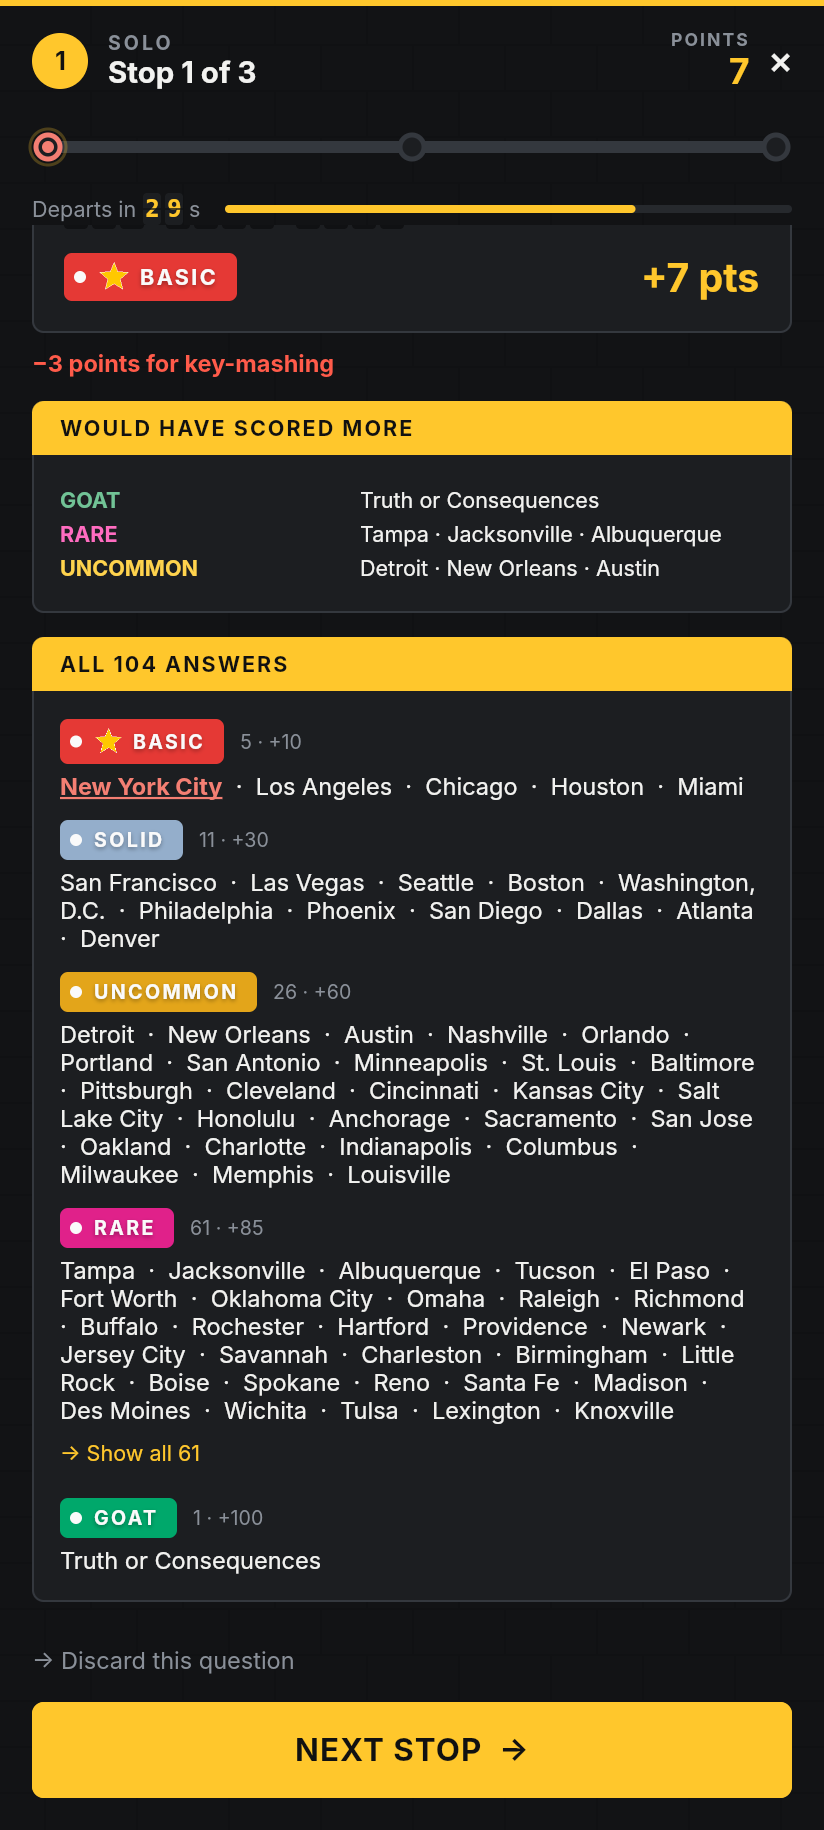 1
SOLO
Stop 1 of 3
POINTS
7
×
Departs in 29 s
BASIC
+7 pts
−3 points for key-mashing
WOULD HAVE SCORED MORE
GOAT Truth or Consequences
RARE Tampa · Jacksonville · Albuquerque
UNCOMMON Detroit · New Orleans · Austin
ALL 104 ANSWERS
BASIC 5 · +10
New York City · Los Angeles · Chicago · Houston · Miami
SOLID 11 · +30
San Francisco · Las Vegas · Seattle · Boston · Washington,
D.C. · Philadelphia · Phoenix · San Diego · Dallas · Atlanta
· Denver
UNCOMMON 26 · +60
Detroit · New Orleans · Austin · Nashville · Orlando ·
Portland · San Antonio · Minneapolis · St. Louis · Baltimore
· Pittsburgh · Cleveland · Cincinnati · Kansas City · Salt
Lake City · Honolulu · Anchorage · Sacramento · San Jose
· Oakland · Charlotte · Indianapolis · Columbus ·
Milwaukee · Memphis · Louisville
RARE 61 · +85
Tampa · Jacksonville · Albuquerque · Tucson · El Paso ·
Fort Worth · Oklahoma City · Omaha · Raleigh · Richmond
· Buffalo · Rochester · Hartford · Providence · Newark ·
Jersey City · Savannah · Charleston · Birmingham · Little
Rock · Boise · Spokane · Reno · Santa Fe · Madison ·
Des Moines · Wichita · Tulsa · Lexington · Knoxville
→ Show all 61
GOAT 1 · +100
Truth or Consequences
→ Discard this question
NEXT STOP →